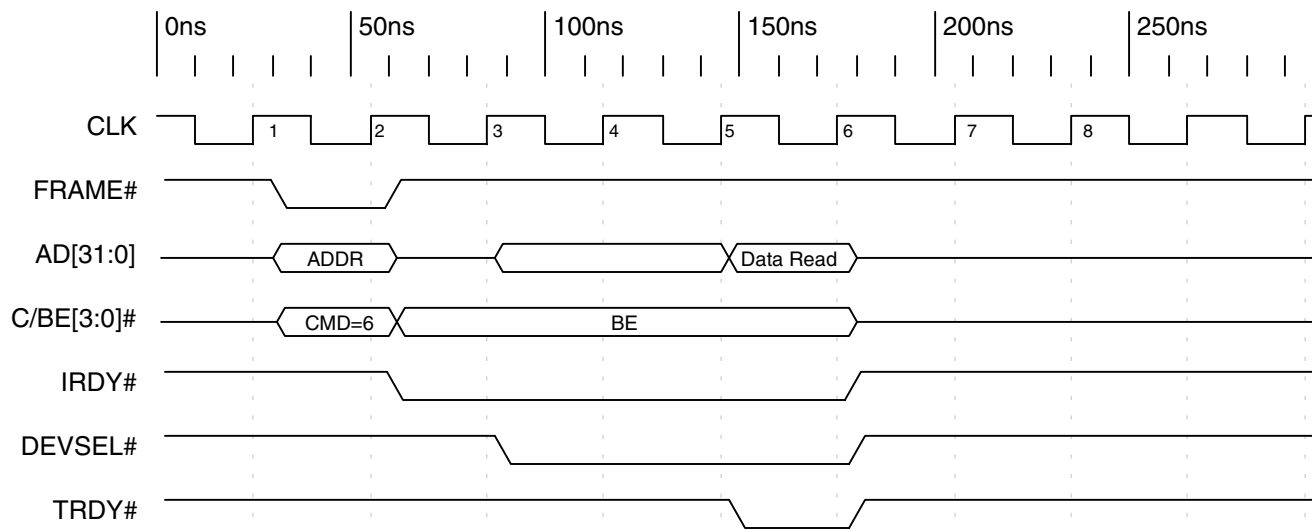 0ns 50ns 100ns 150ns 200ns 250ns
CLK 1 2 3 4 5 6 7 8
FRAME#
AD[31:0] ADDR Data Read
C/BE[3:0]# CMD=6 BE
IRDY#
DEVSEL#
TRDY#